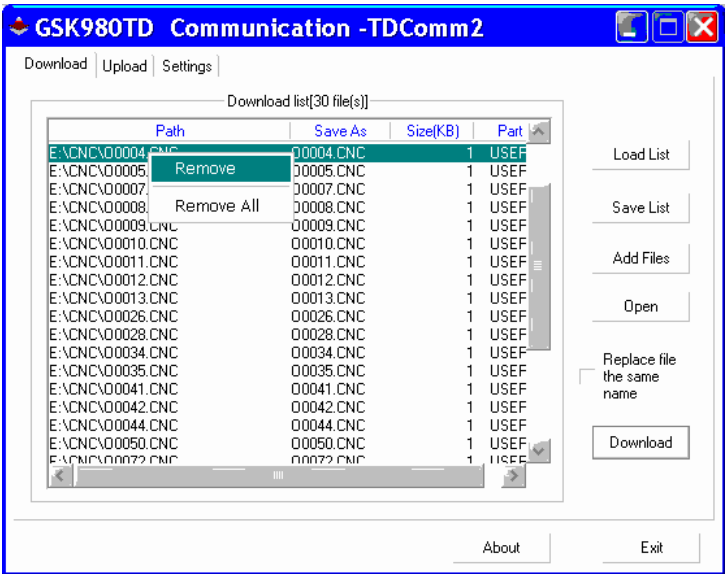 GSK980TD Communication -TDComm2
Download Upload Settings
Download list[30 file(s)]
Path Save As Size(KB) Part
E:\CNC\O0004.CNC O0004.CNC 1 USEF
E:\CNC\O0005. O0005.CNC 1 USEF
E:\CNC\O0007. O0007.CNC 1 USEF
E:\CNC\O0008. O0008.CNC 1 USEF
E:\CNC\O0009.CNC O0009.CNC 1 USEF
E:\CNC\O0010.CNC O0010.CNC 1 USEF
E:\CNC\O0011.CNC O0011.CNC 1 USEF
E:\CNC\O0012.CNC O0012.CNC 1 USEF
E:\CNC\O0013.CNC O0013.CNC 1 USEF
E:\CNC\O0026.CNC O0026.CNC 1 USEF
E:\CNC\O0028.CNC O0028.CNC 1 USEF
E:\CNC\O0034.CNC O0034.CNC 1 USEF
E:\CNC\O0035.CNC O0035.CNC 1 USEF
E:\CNC\O0041.CNC O0041.CNC 1 USEF
E:\CNC\O0042.CNC O0042.CNC 1 USEF
E:\CNC\O0044.CNC O0044.CNC 1 USEF
E:\CNC\O0050.CNC O0050.CNC 1 USEF
E:\CNC\O0072.CNC O0072.CNC 1 USEF
Remove
Remove All
Load List
Save List
Add Files
Open
Replace file
the same
name
Download
About
Exit